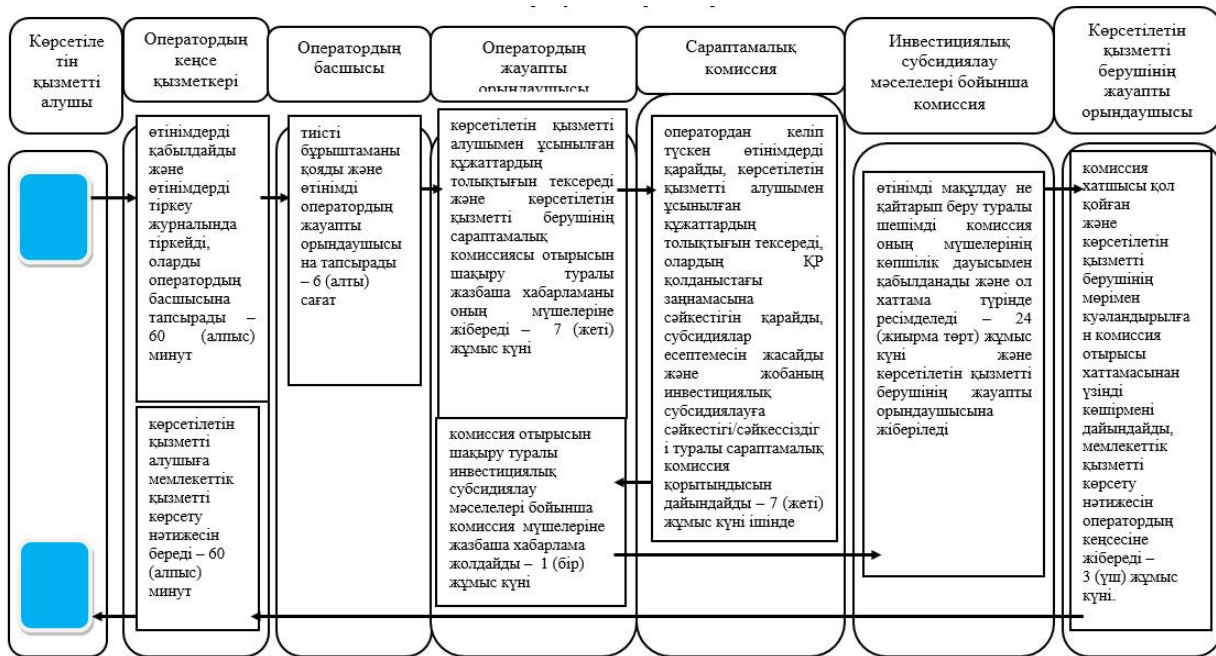 Көрсетіле
тін
қызметті
алушы
Оператордың
кеңсе
қызметкері
Оператордың
басшысы
Оператордың
жауапты
орындаушысы
Сараптамалық
комиссия
Инвестициялық
субсидиялау
мәселелері бойынша
комиссия
Көрсетілетін
қызметті
берушінің
жауапты
орындаушысы
өтінімдерді
қабылдайды
және
өтінімдерді
тіркеу
журналында
тіркейді,
оларды
оператордың
басшысына
тапсырады –
60 (алпыс)
минут
тиісті
бұрыштаманы
қояды және
өтінімді
оператордың
жауапты
орындаушысы
на тапсырады
– 6 (алты)
сағат
көрсетілетін қызметті
алушымен ұсынылған
құжаттардың
толықтығын тексереді
және көрсетілетін
қызметті берушінің
сараптамалық
комиссиясы отырысын
шақыру туралы
жазбаша хабарламаны
оның мүшелеріне
жібереді – 7 (жеті)
жұмыс күні
оператордан келіп
түскен өтінімдерді
қарайды, көрсетілетін
қызметті алушымен
ұсынылған
құжаттардың
толықтығын тексереді,
олардың ҚР
қолданыстағы
заңнамасына
сәйкестігін қарайды,
субсидиялар
есептемесін жасайды
және жобаның
инвестициялық
субсидиялауға
сәйкестігі/сәйкессіздіг
і туралы сараптамалық
комиссия
қорытындысын
дайындайды – 7 (жеті)
жұмыс күні ішінде
өтінімді мақұлдау не
қайтарып беру туралы
шешімді комиссия
оның мүшелерінің
көпшілік дауысымен
қабылданады және ол
хаттама түрінде
ресімделеді – 24
(жиырма төрт) жұмыс
күні және
көрсетілетін қызметті
берушінің жауапты
орындаушысына
жіберіледі
комиссия
хатшысы қол
қойған
және
көрсетілетін
қызметті
берушінің
мөрімен
куәландырылға
н комиссия
отырысы
хаттамасынан
үзінді
көшірмені
дайындайды,
мемлекеттік
қызметті
көрсету
нәтижесін
оператордың
кеңсесіне
жібереді –
3 (үш) жұмыс
күні.
көрсетілетін
қызметті
алушыға
мемлекеттік
қызметті
көрсету
нәтижесін
береді – 60
(алпыс)
минут
комиссия отырысын
шақыру туралы
инвестициялық
субсидиялау
мәселелері бойынша
комиссия мүшелеріне
жазбаша хабарлама
жолдайды – 1 (бір)
жұмыс күні